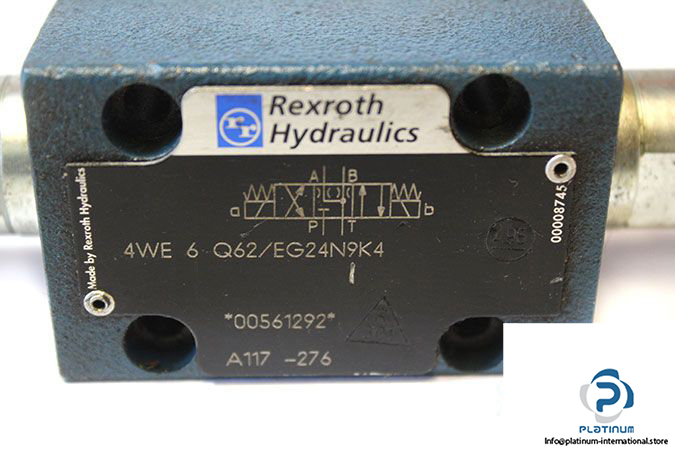 Rexroth
Hydraulics
Made by Rexroth Hydraulics
00008745
A B
a b
P T
4WE 6 Q62/EG24N9K4
*00561292*
A117 -276
PLATINUM
Info@platinum-international.store